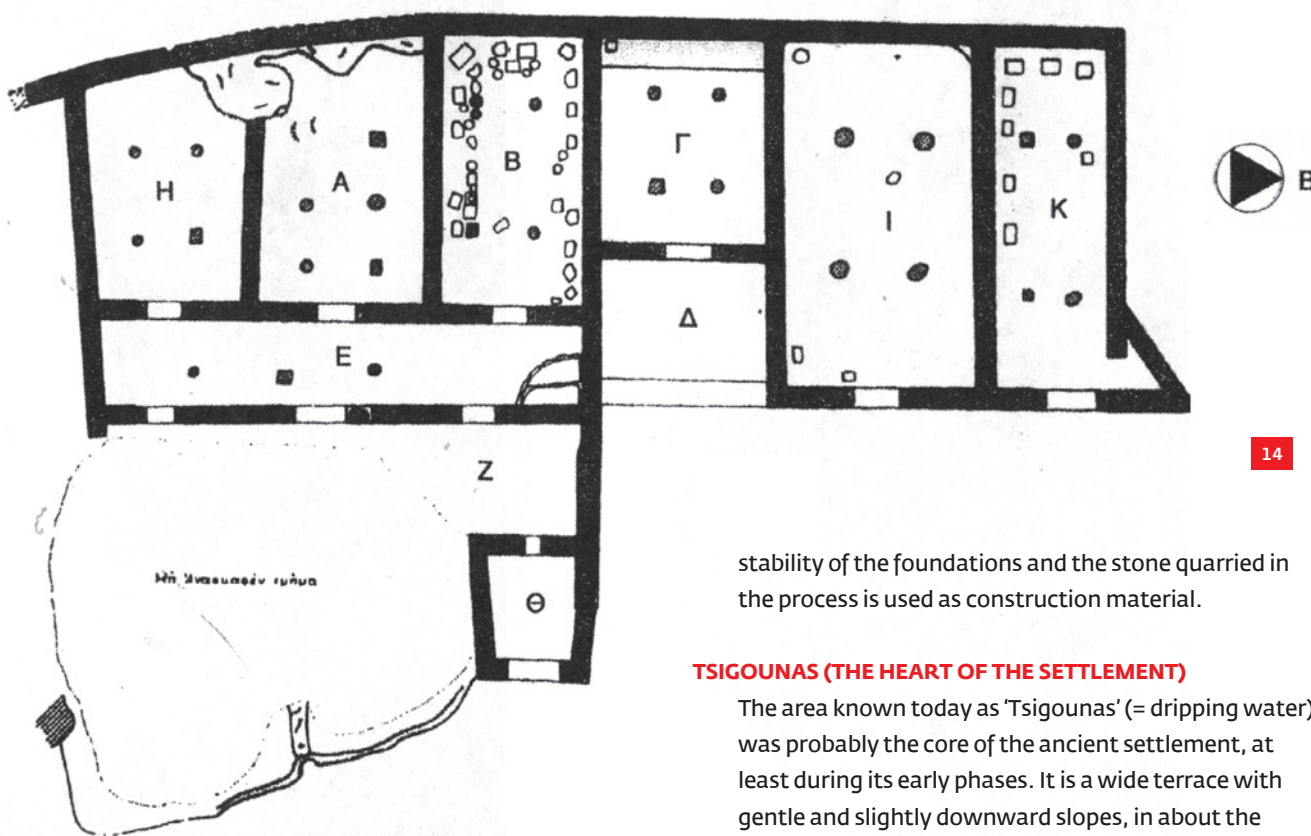 Η
Α
Β
Γ
Ι
Κ
Β
Ε
Δ
Ζ
Θ
14
stability of the foundations and the stone quarried in
the process is used as construction material.
TSIGOUNAS (THE HEART OF THE SETTLEMENT)
The area known today as ‘Tsigounas’ (= dripping water)
was probably the core of the ancient settlement, at
least during its early phases. It is a wide terrace with
gentle and slightly downward slopes, in about the